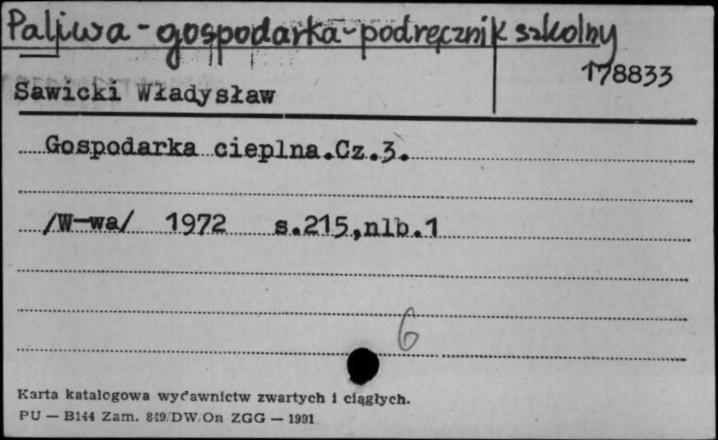 Paliwa - gospodarka - podręcznik szkolny
178833
Sawicki Władysław
Gospodarka cieplna.Cz.3.
/W-wa/ 1972 s.215,nlb.1
6
Karta katalogowa wydawnictw zwartych i ciągłych.
PU — B144 Zam. 849/DW/On ZGG — 1991